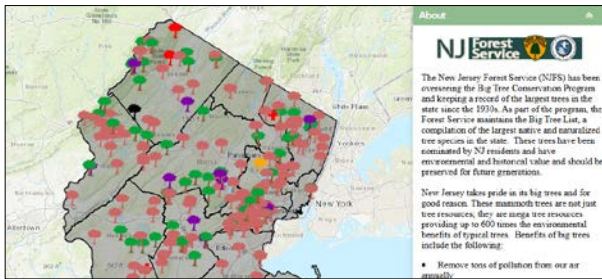 About
NJ Forest Service
The New Jersey Forest Service (NJFS) has been
overseeing the Big Tree Conservation Program
and keeping a record of the largest trees in the
state since the 1930s. As part of the program, the
Forest Service maintains the Big Tree List, a
compilation of the largest native and naturalized
tree species in the state. These trees have been
nominated by NJ residents and have
environmental and historical value and should be
preserved for future generations.
New Jersey takes pride in its big trees and for
good reason. These mammoth trees are not just
tree resources; they are mega tree resources
providing up to 600 times the environmental
benefits of typical trees. Benefits of big trees
include the following:
• Remove tons of pollution from our air
annually
White Plains
Yonkers
New York
Allentown